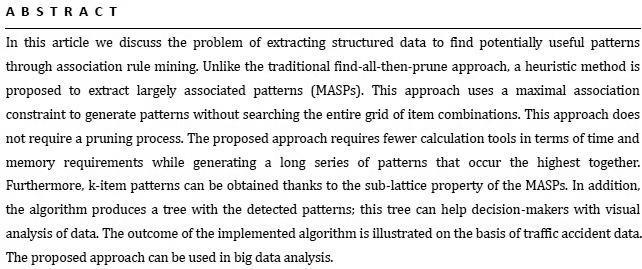 A B S T R A C T
In this article we discuss the problem of extracting structured data to find potentially useful patterns
through association rule mining. Unlike the traditional find-all-then-prune approach, a heuristic method is
proposed to extract largely associated patterns (MASPs). This approach uses a maximal association
constraint to generate patterns without searching the entire grid of item combinations. This approach does
not require a pruning process. The proposed approach requires fewer calculation tools in terms of time and
memory requirements while generating a long series of patterns that occur the highest together.
Furthermore, k-item patterns can be obtained thanks to the sub-lattice property of the MASPs. In addition,
the algorithm produces a tree with the detected patterns; this tree can help decision-makers with visual
analysis of data. The outcome of the implemented algorithm is illustrated on the basis of traffic accident data.
The proposed approach can be used in big data analysis.